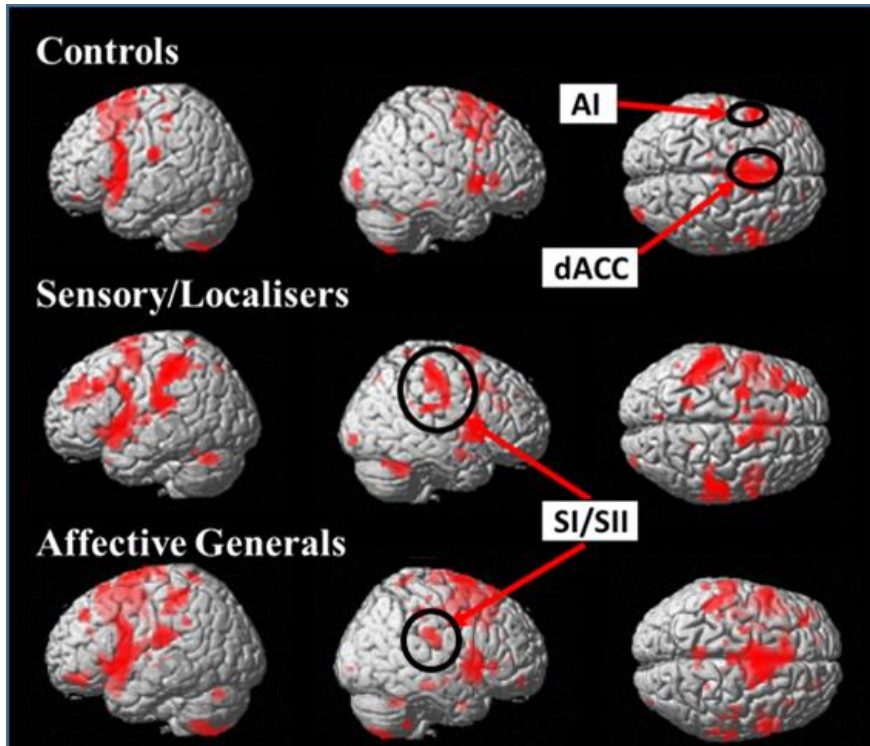 Controls
AI
dACC
Sensory/Localisers
SI/SII
Affective Generals